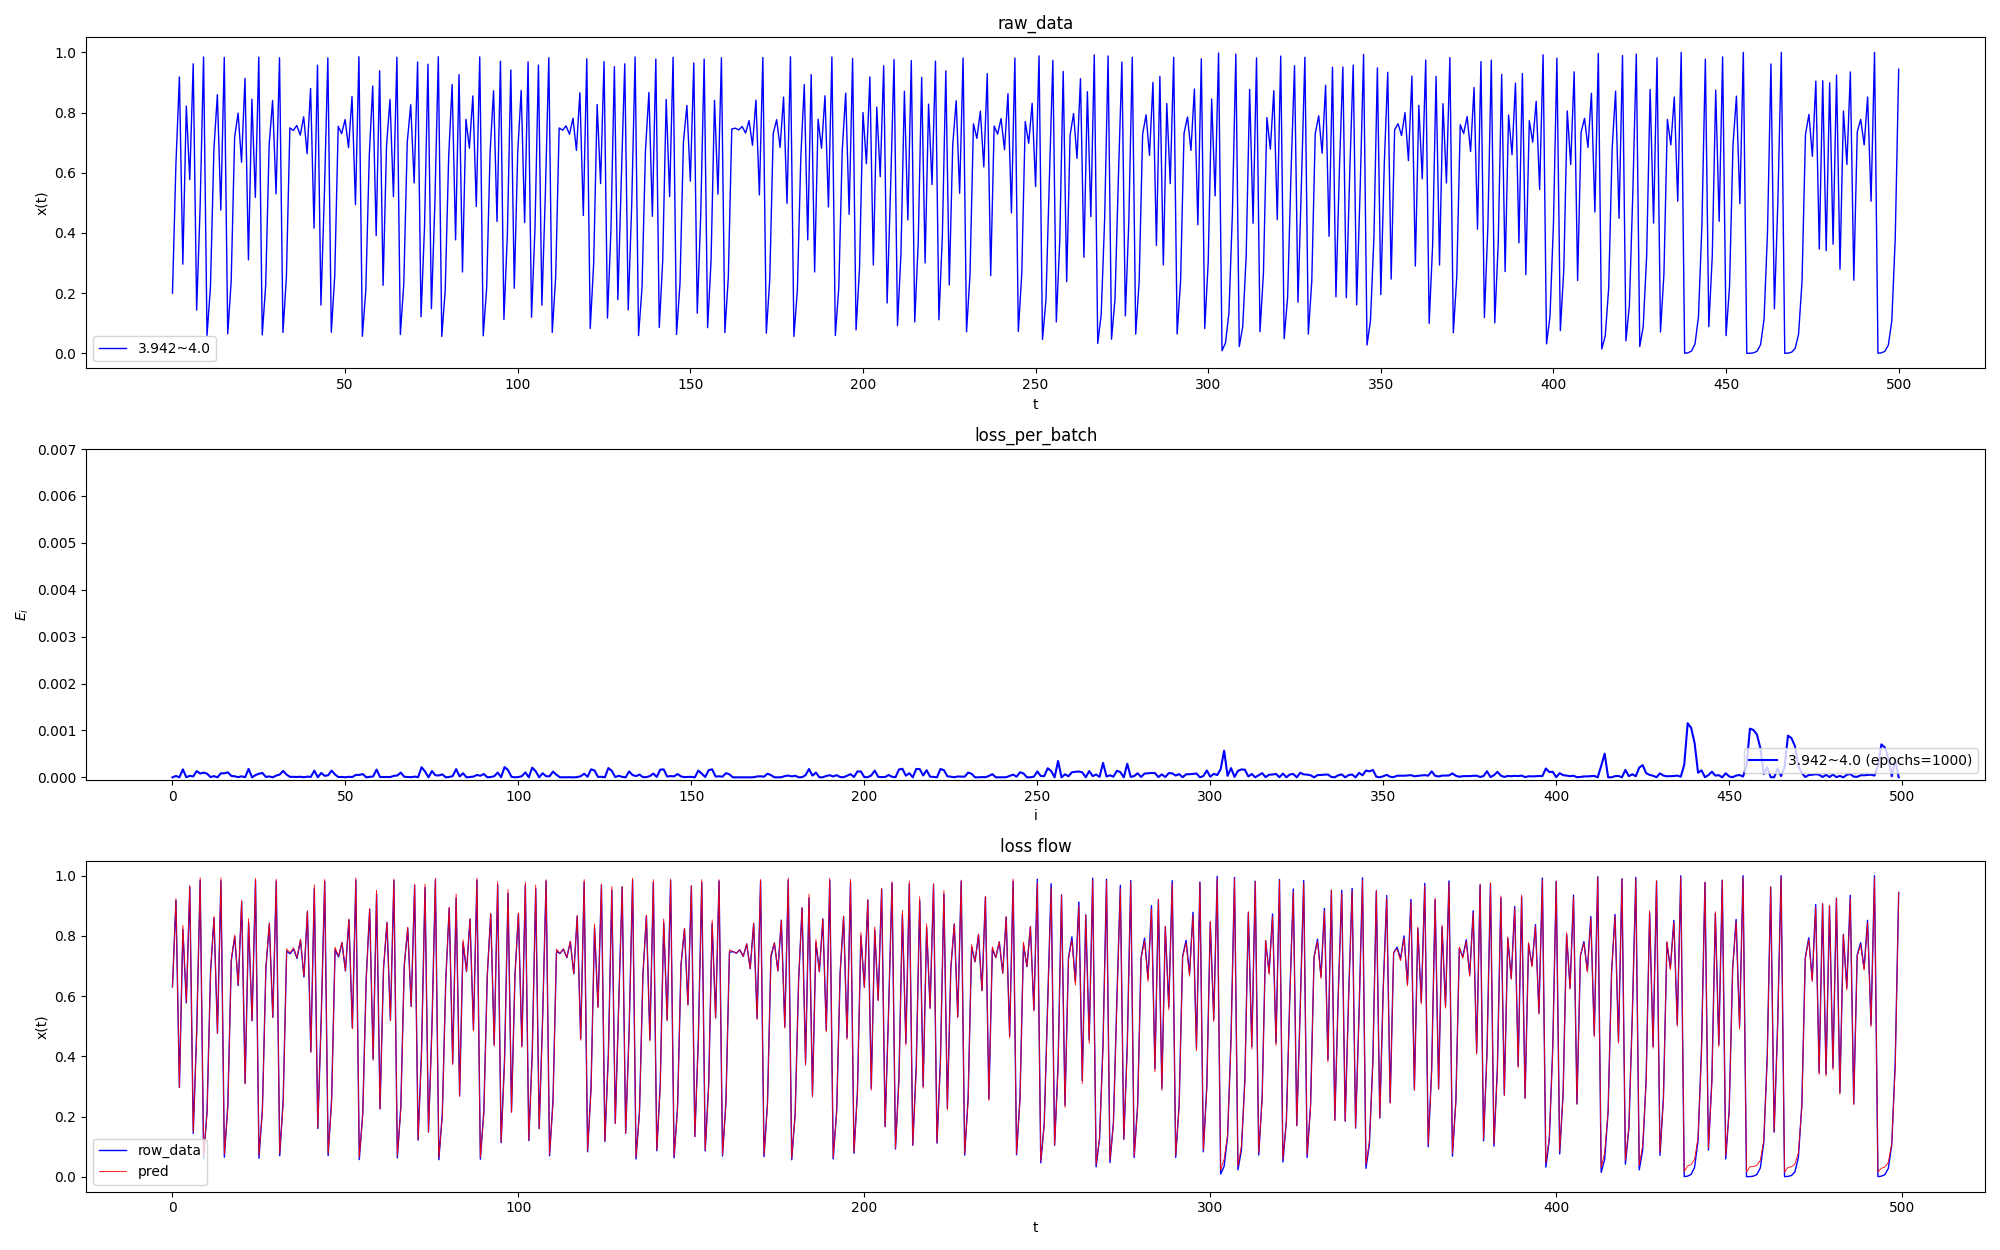 raw_data
1.0
0.8
0.6
0.4
0.2
0.0
x(t)
3.942~4.0
50 100 150 200 250 300 350 400 450 500
t
loss_per_batch
0.007
0.006
0.005
0.004
0.003
0.002
0.001
0.000
E_i
3.942~4.0 (epochs=1000)
0 50 100 150 200 250 300 350 400 450 500
i
loss flow
1.0
0.8
0.6
0.4
0.2
0.0
x(t)
row_data
pred
0 100 200 300 400 500
t